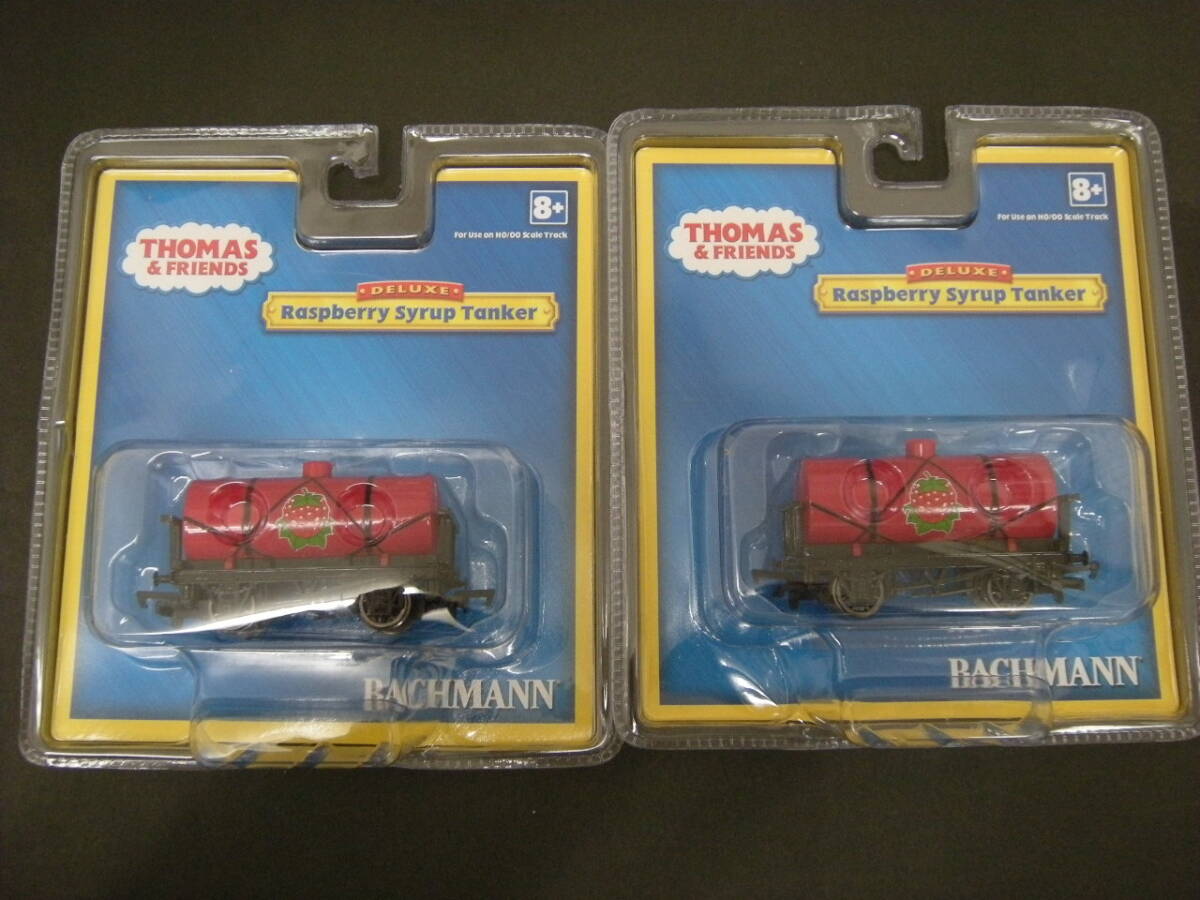 THOMAS
& FRIENDS
8+
For Use on HO/OO Scale Track
DELUXE
Raspberry Syrup Tanker
BACHMANN
THOMAS
& FRIENDS
8+
For Use on HO/OO Scale Track
DELUXE
Raspberry Syrup Tanker
BACHMANN